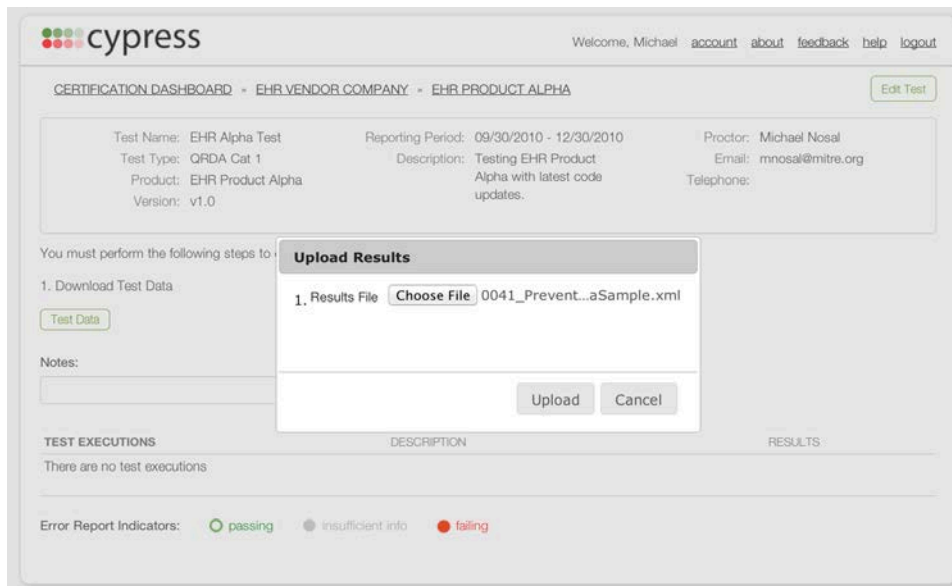 cypress
Welcome, Michael account about feedback help logout
CERTIFICATION DASHBOARD EHR VENDOR COMPANY EHR PRODUCT ALPHA
Edit Test
Test Name: EHR Alpha Test
Test Type: QRDA Cat 1
Product: EHR Product Alpha
Version: v1.0
Reporting Period: 09/30/2010 - 12/30/2010
Description: Testing EHR Product
Alpha with latest code
updates.
Proctor: Michael Nosal
Email: mnosal@mitre.org
Telephone:
You must perform the following steps to
1. Download Test Data
Test Data
Notes:
Upload Results
1. Results File Choose File 0041_Prevent...aSample.xml
Upload Cancel
TEST EXECUTIONS DESCRIPTION RESULTS
There are no test executions
Error Report Indicators: passing insufficient info failing